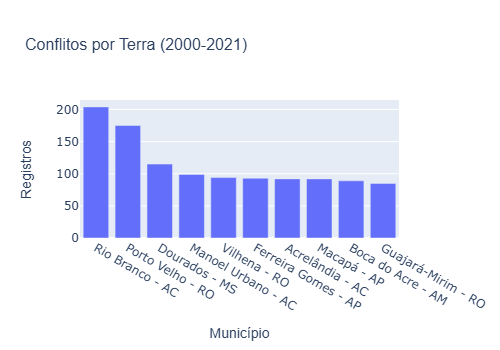 Conflitos por Terra (2000-2021)
Registros
200
150
100
50
0
Rio Branco - AC
Porto Velho - RO
Dourados - MS
Manoel Urbano - AC
Vilhena - RO
Ferreira Gomes - AP
Acrelândia - AC
Macapá - AP
Boca do Acre - AM
Guajará-Mirím - RO
Município